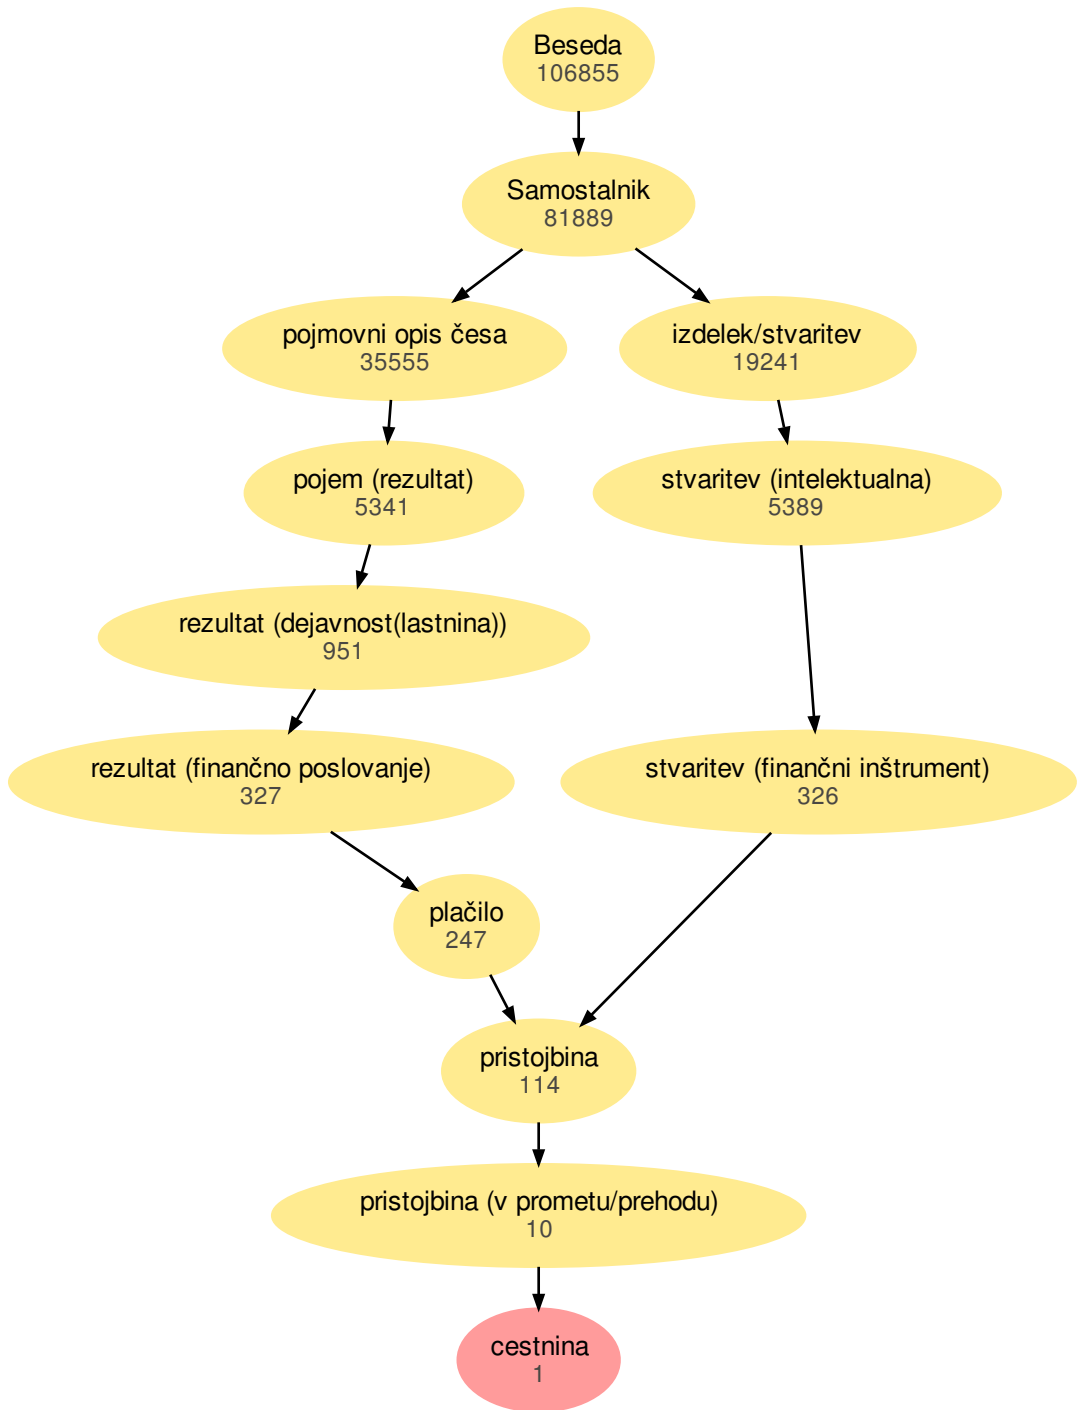 Beseda
106855
Samostalnik
81889
pojmovni opis česa
35555
izdelek/stvaritev
19241
pojem (rezultat)
5341
stvaritev (intelektualna)
5389
rezultat (dejavnost(lastnina))
951
rezultat (finančno poslovanje)
327
stvaritev (finančni inštrument)
326
plačilo
247
pristojbina
114
pristojbina (v prometu/prehodu)
10
cestnina
1